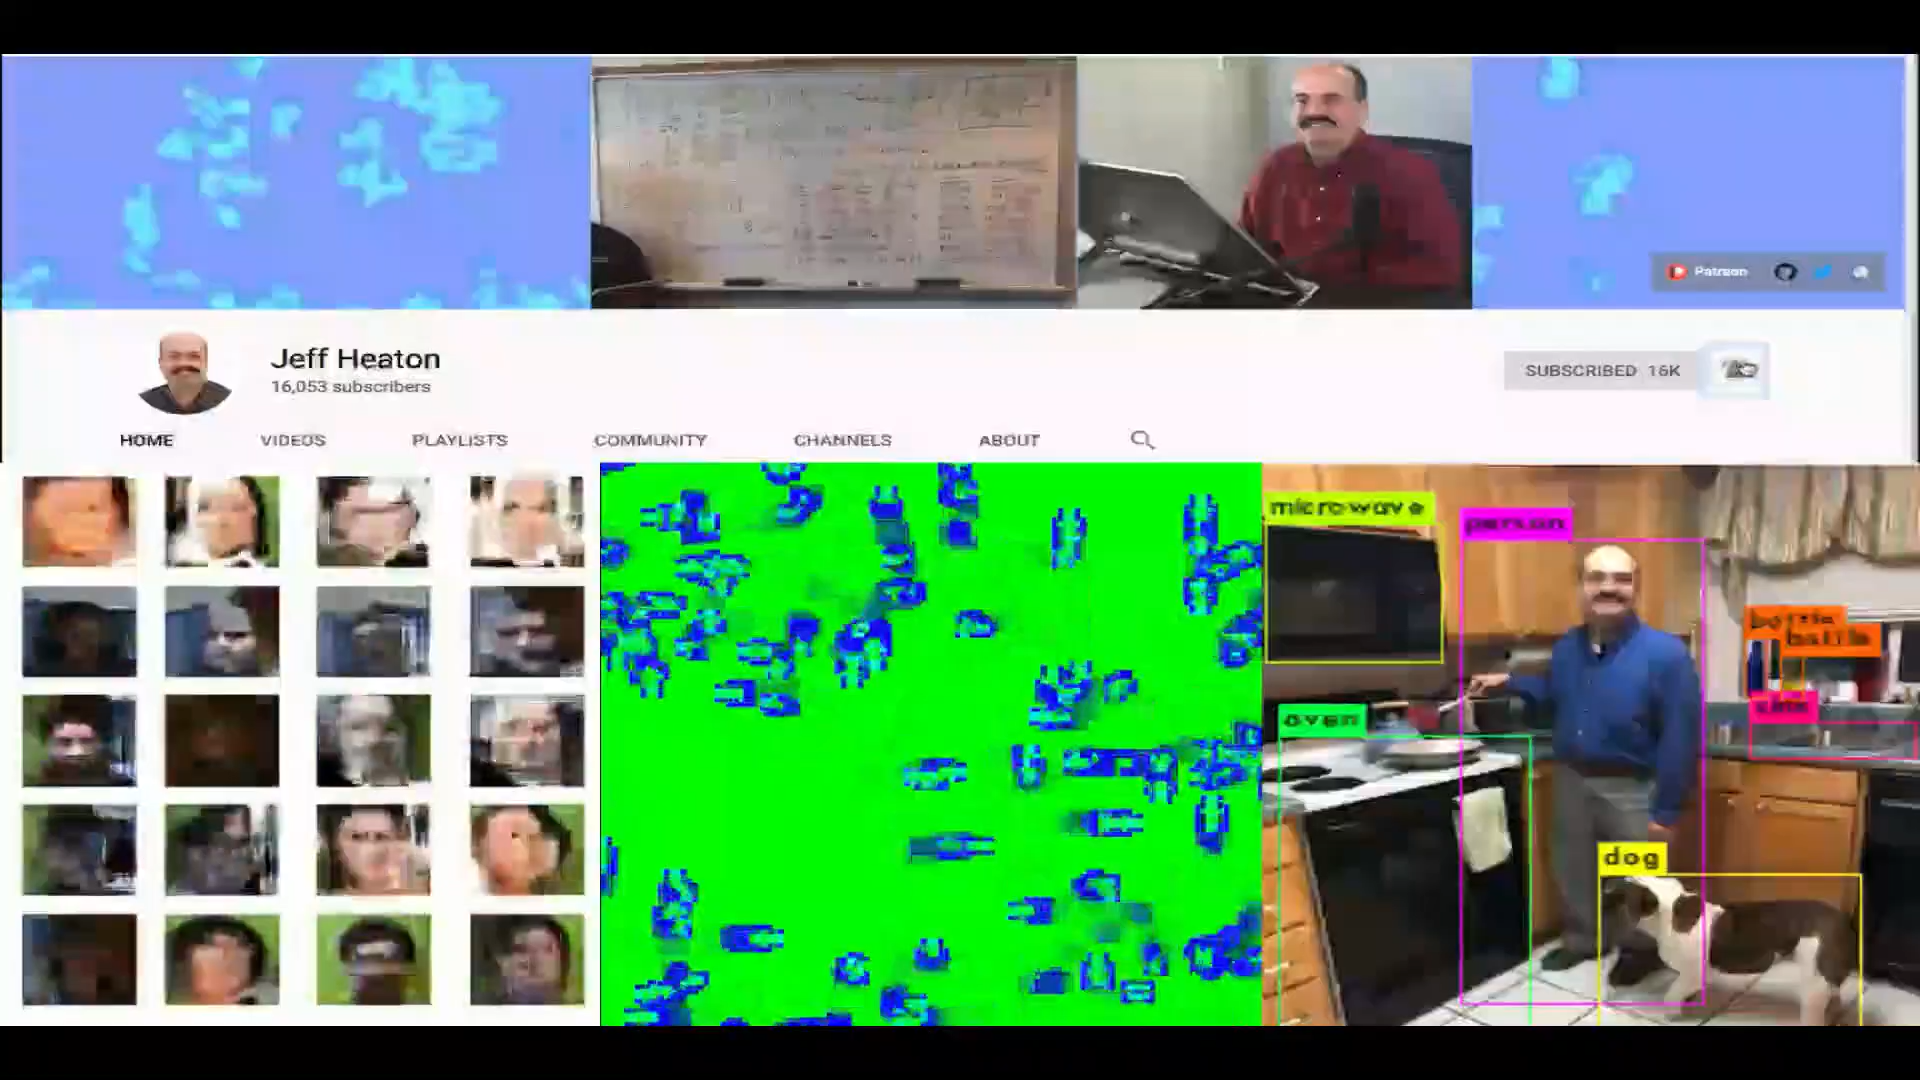 Patreon
Jeff Heaton
16,053 subscribers
SUBSCRIBED 16K
HOME VIDEOS PLAYLISTS COMMUNITY CHANNELS ABOUT
microwave
person
bottle
bottle
sink
oven
dog